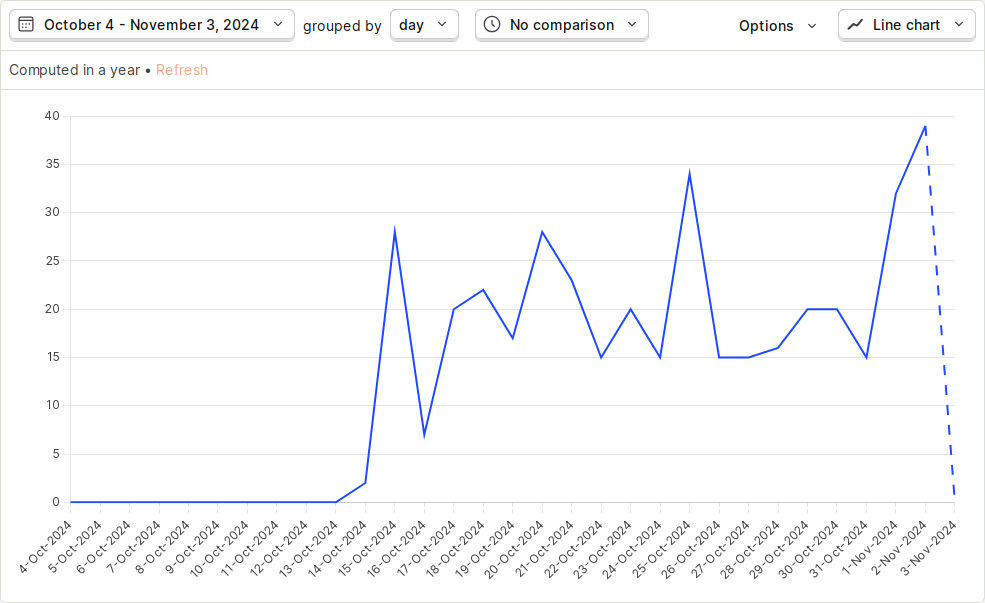 October 4 - November 3, 2024 grouped by day No comparison Options Line chart
Computed in a year • Refresh
40
35
30
25
20
15
10
5
0
4-Oct-2024
5-Oct-2024
6-Oct-2024
7-Oct-2024
8-Oct-2024
9-Oct-2024
10-Oct-2024
11-Oct-2024
12-Oct-2024
13-Oct-2024
14-Oct-2024
15-Oct-2024
16-Oct-2024
17-Oct-2024
18-Oct-2024
19-Oct-2024
20-Oct-2024
21-Oct-2024
22-Oct-2024
23-Oct-2024
24-Oct-2024
25-Oct-2024
26-Oct-2024
27-Oct-2024
28-Oct-2024
29-Oct-2024
30-Oct-2024
31-Oct-2024
1-Nov-2024
2-Nov-2024
3-Nov-2024